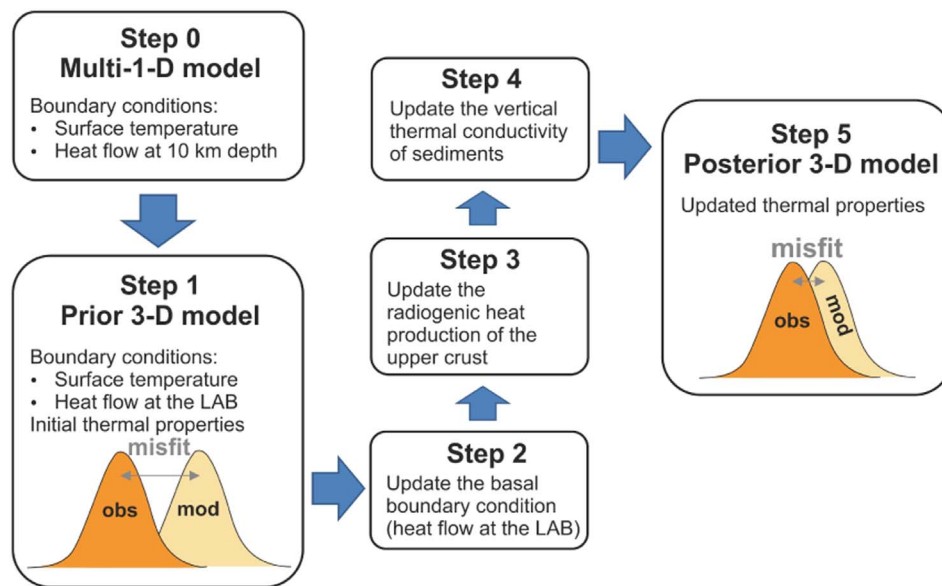 Step 0
Multi-1-D model
Boundary conditions:
• Surface temperature
• Heat flow at 10 km depth
Step 1
Prior 3-D model
Boundary conditions:
• Surface temperature
• Heat flow at the LAB
Initial thermal properties
misfit
obs
mod
Step 2
Update the basal
boundary condition
(heat flow at the LAB)
Step 3
Update the
radiogenic heat
production of the
upper crust
Step 4
Update the vertical
thermal conductivity
of sediments
Step 5
Posterior 3-D model
Updated thermal properties
misfit
obs
mod